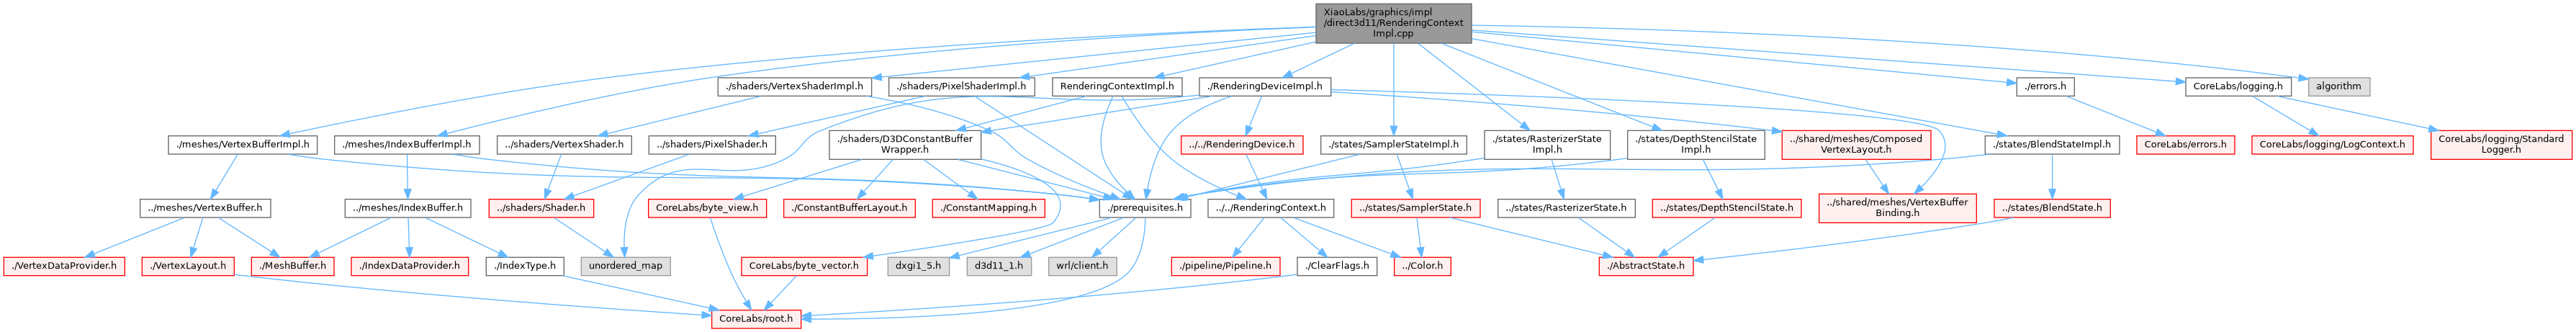 XiaoLabs/graphics/impl
/direct3d11/RenderingContext
Impl.cpp
./shaders/VertexShaderImpl.h
./shaders/PixelShaderImpl.h
RenderingContextImpl.h
./RenderingDeviceImpl.h
./errors.h
CoreLabs/logging.h
algorithm
./meshes/VertexBufferImpl.h
./meshes/IndexBufferImpl.h
../shaders/VertexShader.h
../shaders/PixelShader.h
./shaders/D3DConstantBuffer
Wrapper.h
../../RenderingDevice.h
./states/SamplerStateImpl.h
./states/RasterizerState
Impl.h
./states/DepthStencilState
Impl.h
../shared/meshes/Composed
VertexLayout.h
./states/BlendStateImpl.h
CoreLabs/errors.h
CoreLabs/logging/LogContext.h
CoreLabs/logging/Standard
Logger.h
../meshes/VertexBuffer.h
../meshes/IndexBuffer.h
../shaders/Shader.h
CoreLabs/byte_view.h
./ConstantBufferLayout.h
./ConstantMapping.h
./prerequisites.h
../../RenderingContext.h
../states/SamplerState.h
../states/RasterizerState.h
../states/DepthStencilState.h
../shared/meshes/VertexBuffer
Binding.h
../states/BlendState.h
./VertexDataProvider.h
./VertexLayout.h
./MeshBuffer.h
./IndexDataProvider.h
./IndexType.h
unordered_map
CoreLabs/byte_vector.h
dxgi1_5.h
d3d11_1.h
wrl/client.h
./pipeline/Pipeline.h
./ClearFlags.h
../Color.h
./AbstractState.h
CoreLabs/root.h